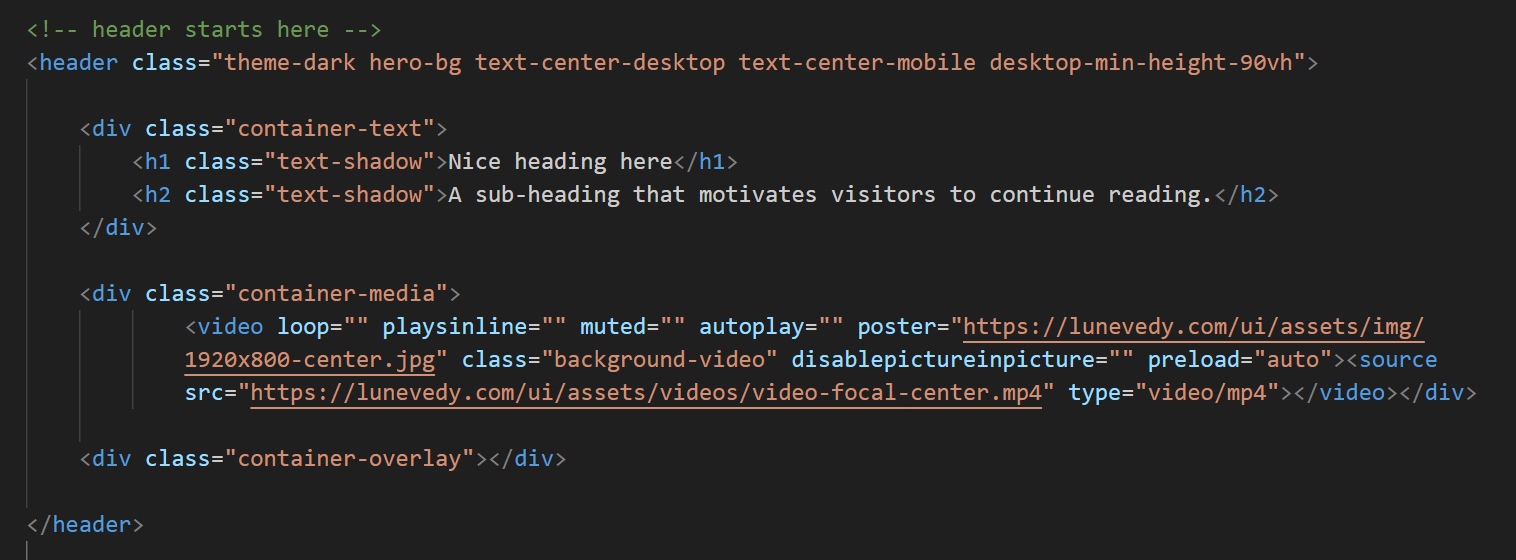 <!-- header starts here -->
<header class="theme-dark hero-bg text-center-desktop text-center-mobile desktop-min-height-90vh">
<div class="container-text">
<h1 class="text-shadow">Nice heading here</h1>
<h2 class="text-shadow">A sub-heading that motivates visitors to continue reading.</h2>
</div>
<div class="container-media">
<video loop="" playsinline="" muted="" autoplay="" poster="https://lunevedy.com/ui/assets/img/
1920x800-center.jpg" class="background-video" disablepictureinpicture="" preload="auto"><source
src="https://lunevedy.com/ui/assets/videos/video-focal-center.mp4" type="video/mp4"></video></div>
<div class="container-overlay"></div>
</header>